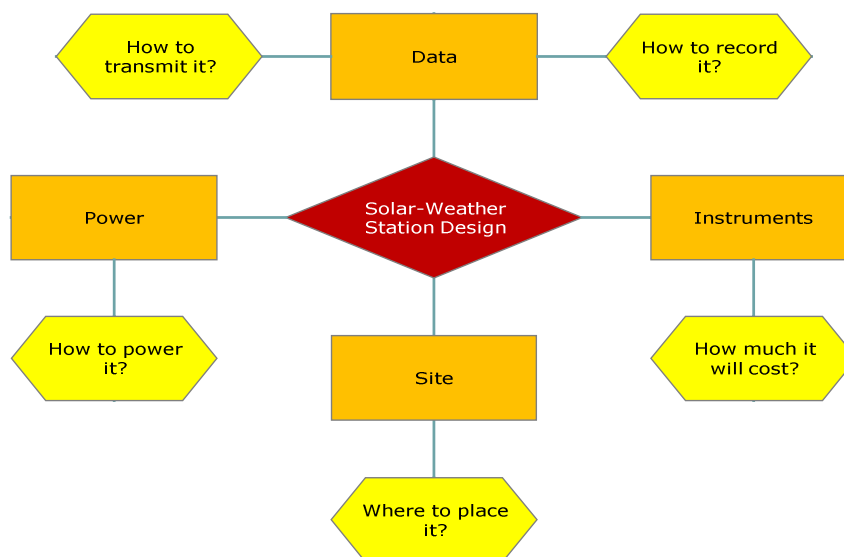 How to
transmit it?
Data
How to record
it?
Power
Solar-Weather
Station Design
Instruments
How to power
it?
Site
How much it
will cost?
Where to place
it?